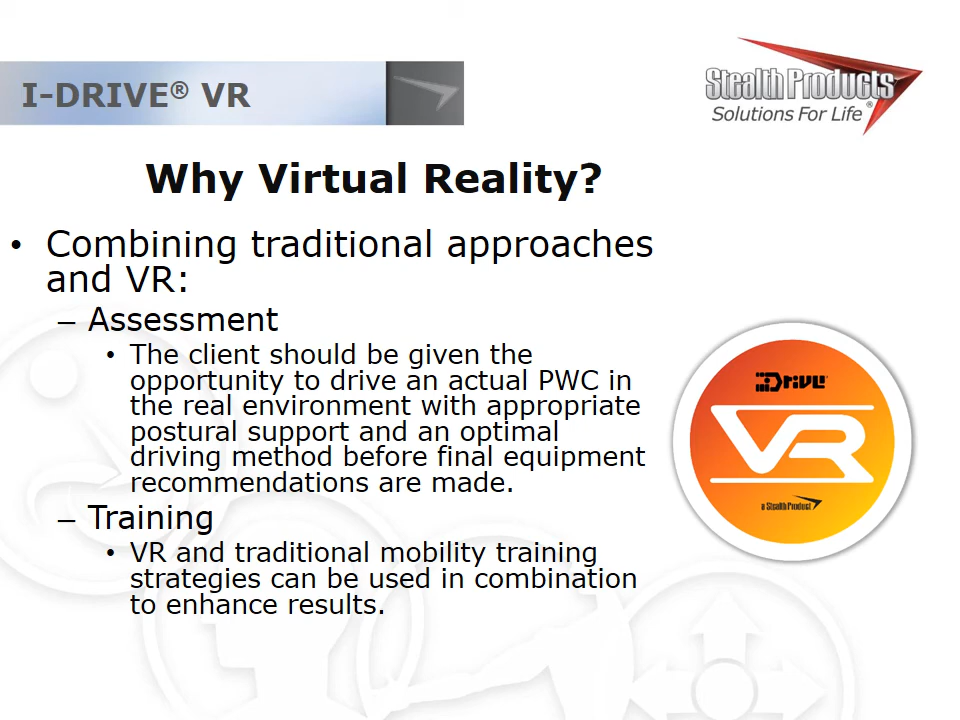 I-DRIVE® VR
Stealth Products®
Solutions For Life
Why Virtual Reality?
• Combining traditional approaches
and VR:
– Assessment
• The client should be given the
opportunity to drive an actual PWC in
the real environment with appropriate
postural support and an optimal
driving method before final equipment
recommendations are made.
– Training
• VR and traditional mobility training
strategies can be used in combination
to enhance results.
iDrive
VR
a Stealth Product